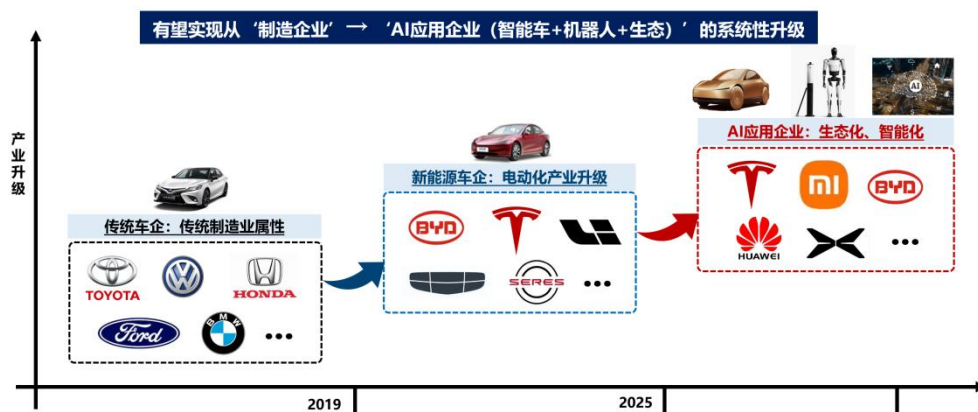 有望实现从‘制造企业’→‘AI应用企业（智能车+机器人+生态）’的系统性升级
产业升级
AI
AI应用企业：生态化、智能化
新能源车企：电动化产业升级
传统车企：传统制造业属性
BYD
HUAWEI
BYD
SERES
TOYOTA
HONDA
Ford
BMW
2019
2025